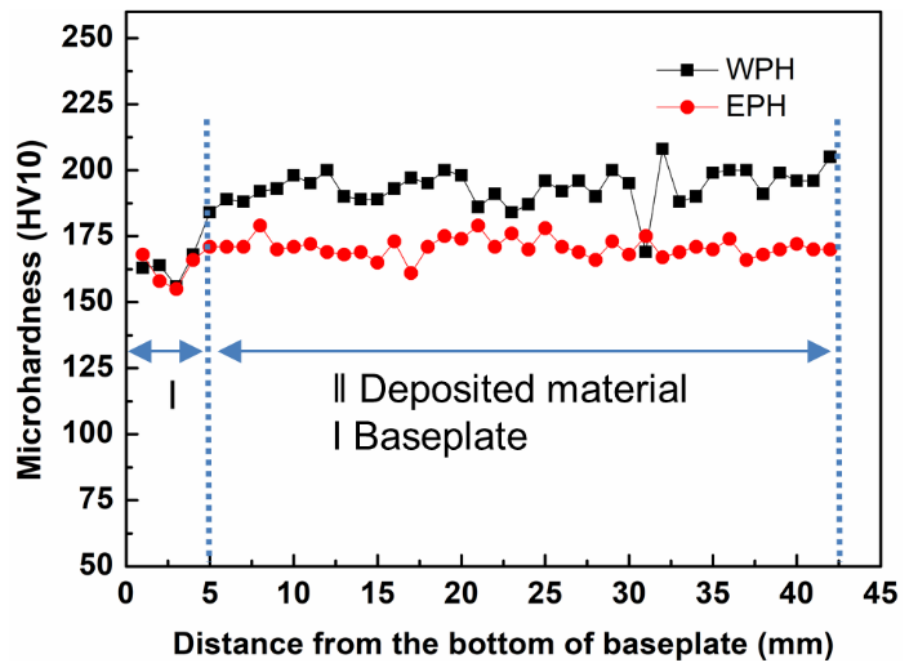 250
225
200
175
150
125
100
75
50
Microhardness (HV10)
WPH
EPH
I
II Deposited material
I Baseplate
0 5 10 15 20 25 30 35 40 45
Distance from the bottom of baseplate (mm)